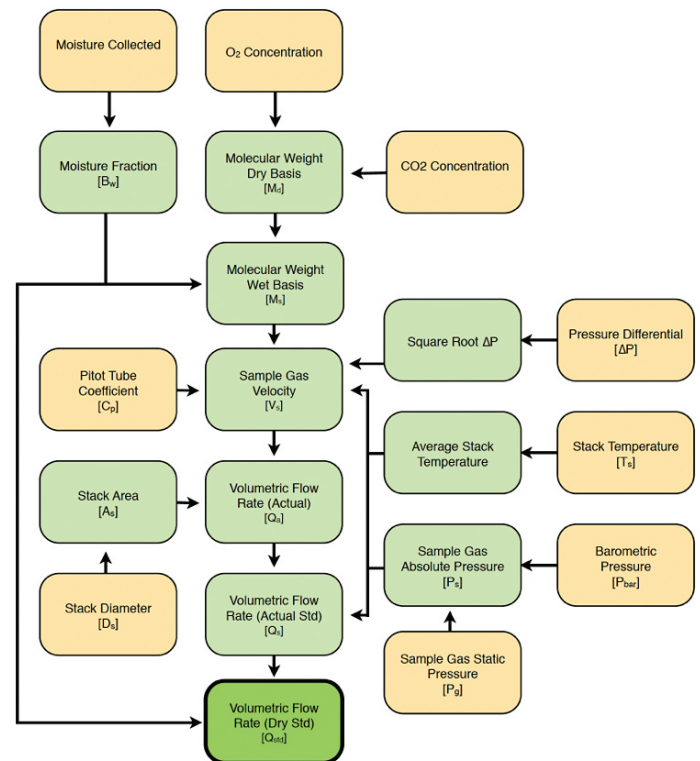 Moisture Collected
O₂ Concentration
Moisture Fraction
[Bw]
Molecular Weight
Dry Basis
[Md]
CO2 Concentration
Molecular Weight
Wet Basis
[Ms]
Square Root ΔP
Pressure Differential
[ΔP]
Pitot Tube
Coefficient
[Cp]
Sample Gas
Velocity
[Vs]
Average Stack
Temperature
Stack Temperature
[Ts]
Stack Area
[As]
Volumetric Flow
Rate (Actual)
[Qa]
Sample Gas
Absolute Pressure
[Ps]
Barometric
Pressure
[Pbar]
Stack Diameter
[Ds]
Volumetric Flow
Rate (Actual Std)
[Qs]
Sample Gas Static
Pressure
[Pg]
Volumetric Flow
Rate (Dry Std)
[Qstd]